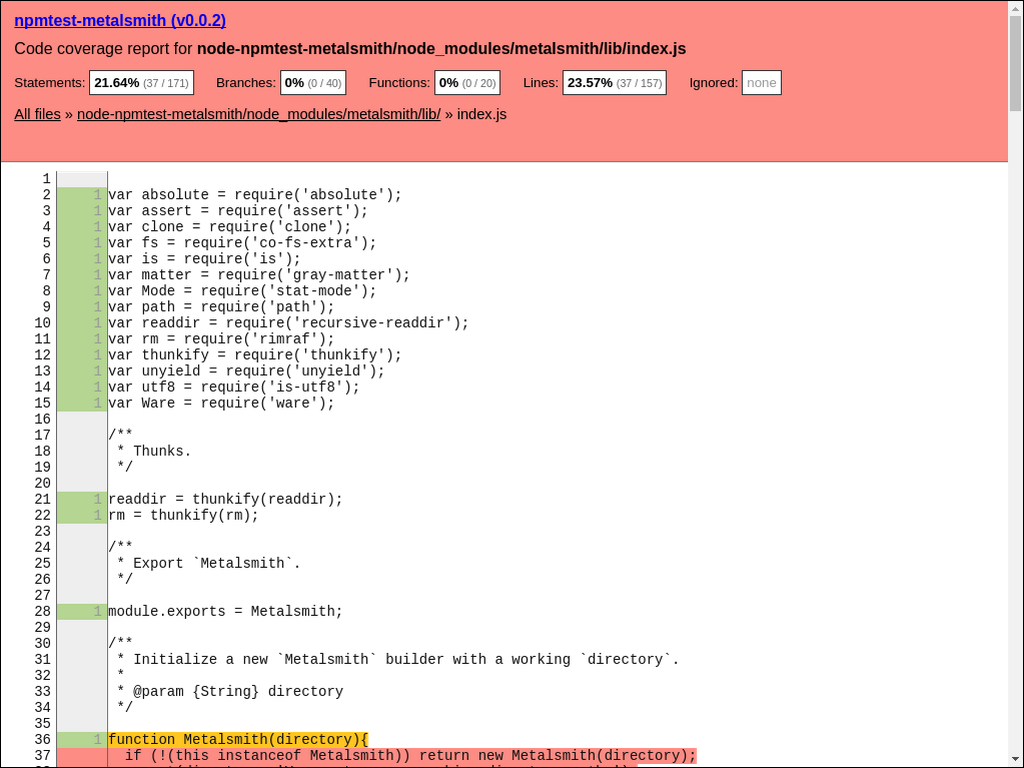 npmtest-metalsmith (v0.0.2)
Code coverage report for node-npmtest-metalsmith/node_modules/metalsmith/lib/index.js
Statements: 21.64% (37 / 171) Branches: 0% (0 / 40) Functions: 0% (0 / 20) Lines: 23.57% (37 / 157) Ignored: none
All files » node-npmtest-metalsmith/node_modules/metalsmith/lib/ » index.js
1
2 1 var absolute = require('absolute');
3 1 var assert = require('assert');
4 1 var clone = require('clone');
5 1 var fs = require('co-fs-extra');
6 1 var is = require('is');
7 1 var matter = require('gray-matter');
8 1 var Mode = require('stat-mode');
9 1 var path = require('path');
10 1 var readdir = require('recursive-readdir');
11 1 var rm = require('rimraf');
12 1 var thunkify = require('thunkify');
13 1 var unyield = require('unyield');
14 1 var utf8 = require('is-utf8');
15 1 var Ware = require('ware');
16
17 /**
18 * Thunks.
19 */
20
21 1 readdir = thunkify(readdir);
22 1 rm = thunkify(rm);
23
24 /**
25 * Export `Metalsmith`.
26 */
27
28 1 module.exports = Metalsmith;
29
30 /**
31 * Initialize a new `Metalsmith` builder with a working `directory`.
32 *
33 * @param {String} directory
34 */
35
36 1 function Metalsmith(directory){
37 if (!(this instanceof Metalsmith)) return new Metalsmith(directory);